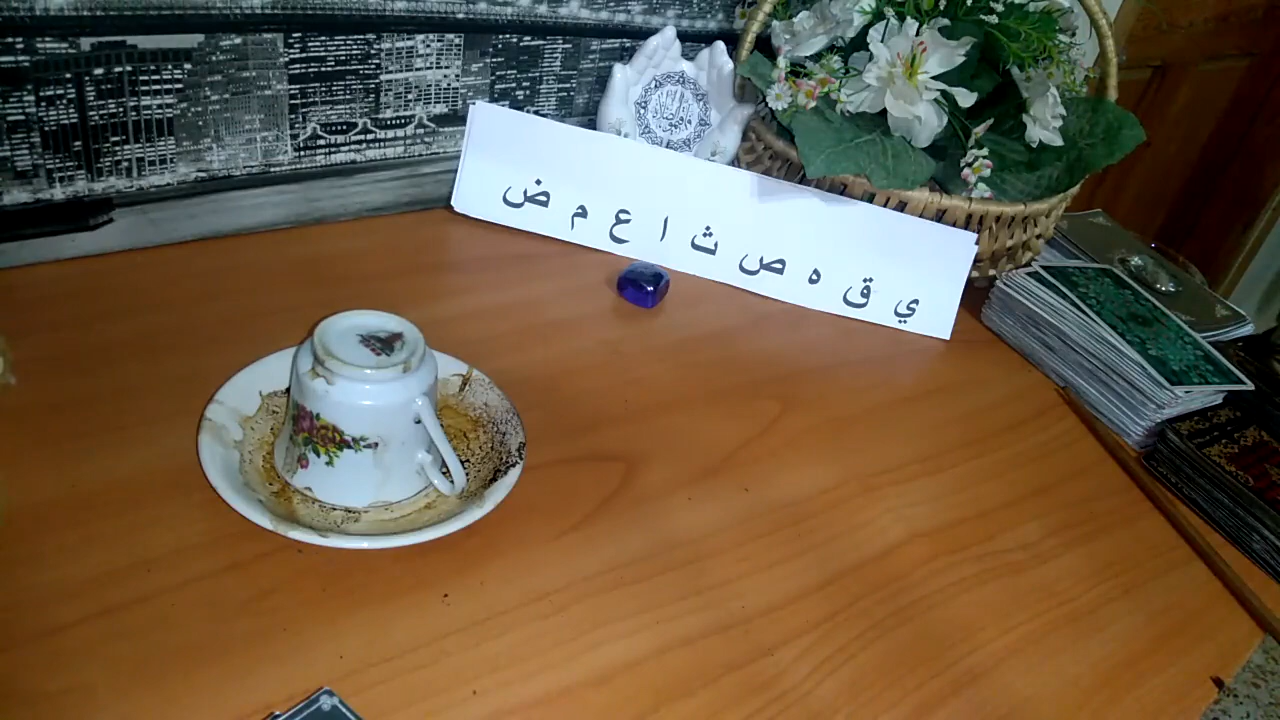 ي ق ه ص ث ا ع م ض